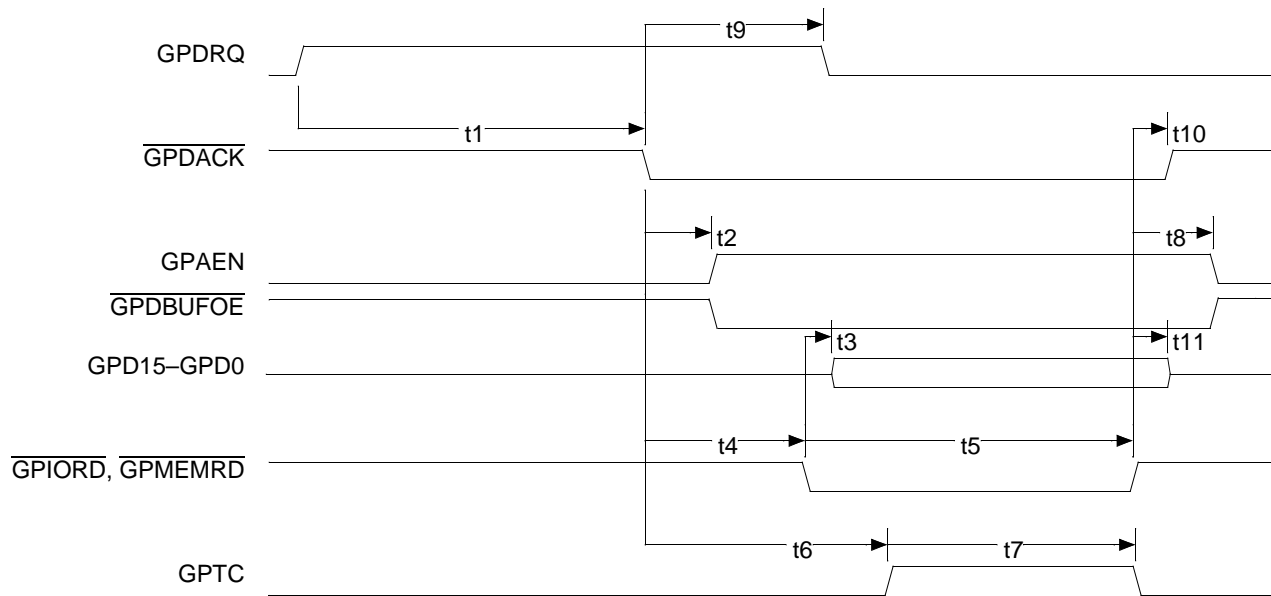 t9
GPDRQ
t1
t10
GPDACK
t2
t8
GPAEN
GPDBUFOE
t3
t11
GPD15–GPD0
t4
t5
GPIORD, GPMEMRD
t6
t7
GPTC